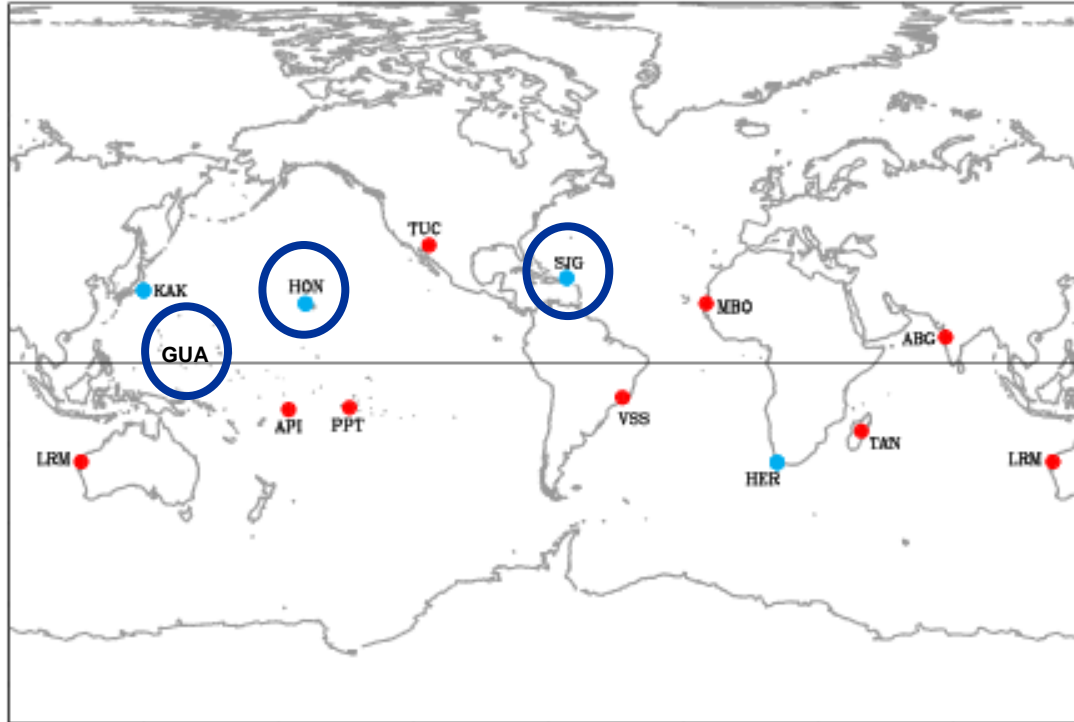 TUC
SJG
HON
KAK
MBO
ABG
GUA
API
PPT
VSS
TAN
LRM
LRM
HER